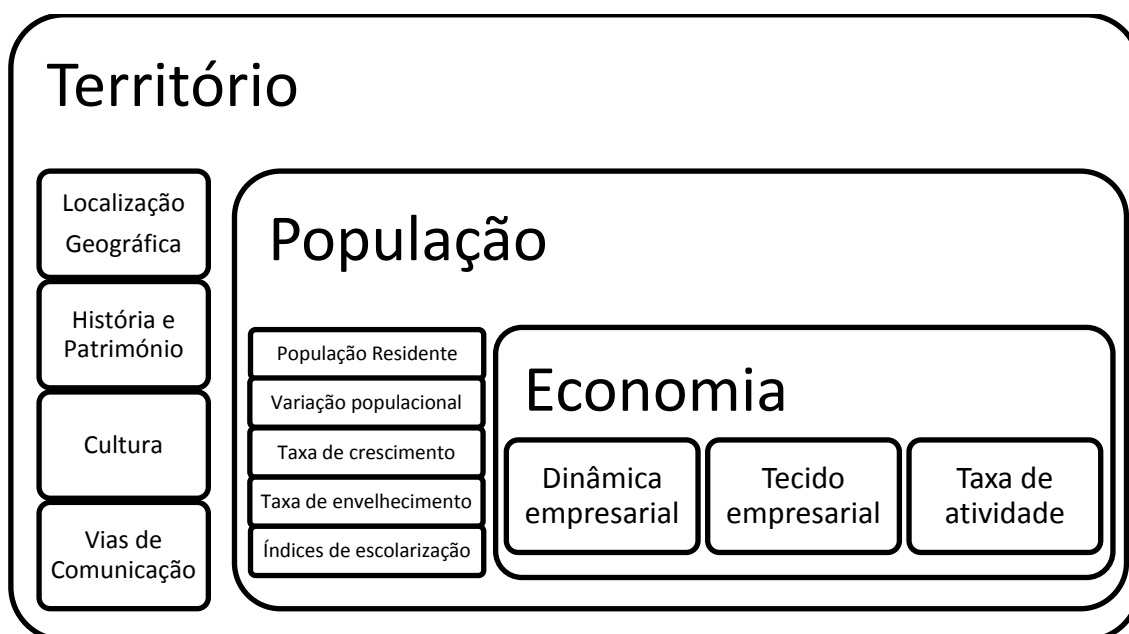 Território
Localização
Geográfica
História e
Património
Cultura
Vias de
Comunicação
População
População Residente
Variação populacional
Taxa de crescimento
Taxa de envelhecimento
Índices de escolarização
Economia
Dinâmica
empresarial
Tecido
empresarial
Taxa de
atividade